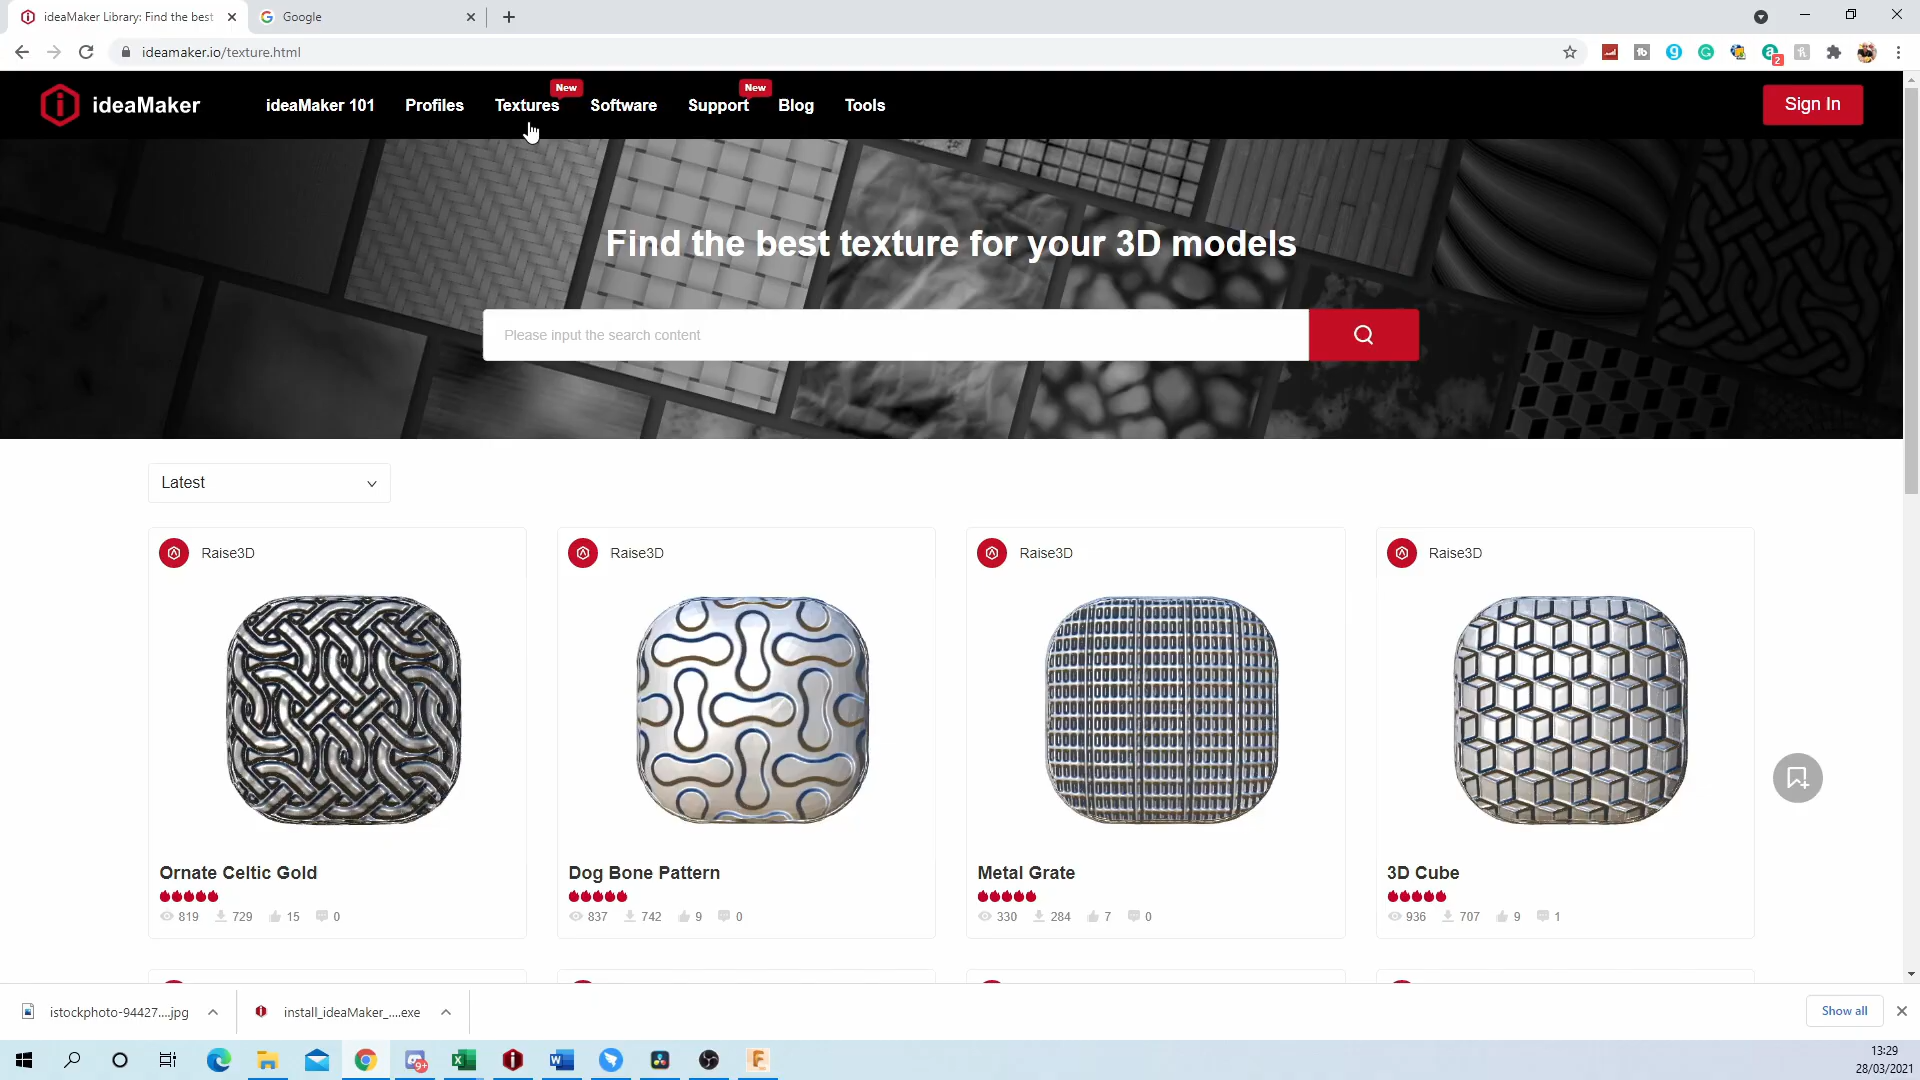 ideaMaker Library: Find the best
Google
ideamaker.io/texture.html
2
New
New
ideaMaker
ideaMaker 101
Profiles
Textures
Software
Support
Blog
Tools
Sign In
Find the best texture for your 3D models
Please input the search content
Latest
Raise3D
Raise3D
Raise3D
Raise3D
Ornate Celtic Gold
Dog Bone Pattern
Metal Grate
3D Cube
819 729 15 0
837 742 9 0
330 284 7 0
936 707 9 1
istockphoto-94427....jpg
install_ideaMaker_....exe
Show all
9+
13:29
28/03/2021